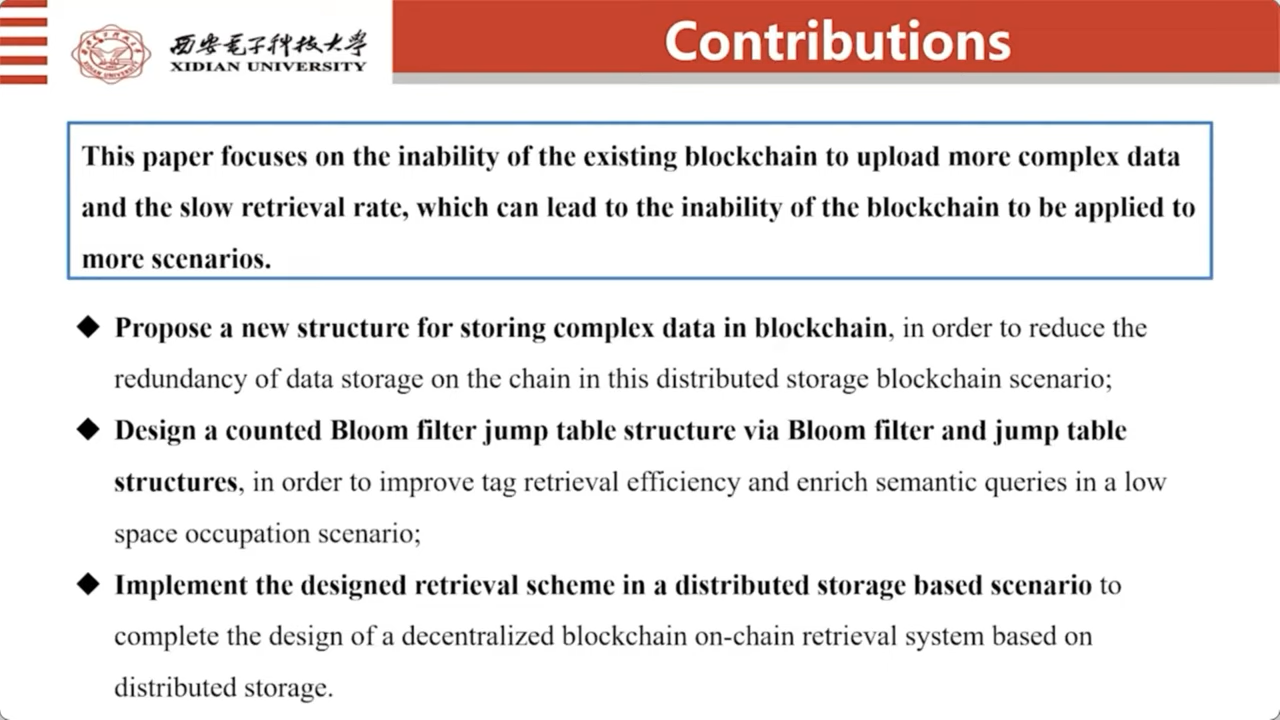 西安电子科技大学
XIDIAN UNIVERSITY
Contributions
This paper focuses on the inability of the existing blockchain to upload more complex data
and the slow retrieval rate, which can lead to the inability of the blockchain to be applied to
more scenarios.
◆ Propose a new structure for storing complex data in blockchain, in order to reduce the
redundancy of data storage on the chain in this distributed storage blockchain scenario;
◆ Design a counted Bloom filter jump table structure via Bloom filter and jump table
structures, in order to improve tag retrieval efficiency and enrich semantic queries in a low
space occupation scenario;
◆ Implement the designed retrieval scheme in a distributed storage based scenario to
complete the design of a decentralized blockchain on-chain retrieval system based on
distributed storage.